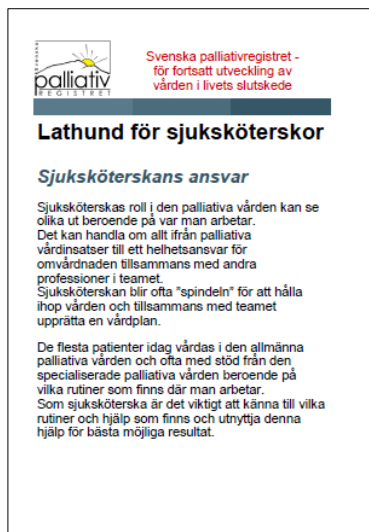 Svenska
palliativ
REGISTRET
Svenska palliativregistret -
för fortsatt utveckling av
vården i livets slutskede
Lathund för sjuksköterskor
Sjuksköterskans ansvar
Sjuksköterskas roll i den palliativa vården kan se
olika ut beroende på var man arbetar.
Det kan handla om allt ifrån palliativa
vårdinsatser till ett helhetsansvar för
omvårdnaden tillsammans med andra
professioner i teamet.
Sjuksköterskan blir ofta "spindeln" för att hålla
ihop vården och tillsammans med teamet
upprätta en vårdplan.
De flesta patienter idag vårdas i den allmänna
palliativa vården och ofta med stöd från den
specialiserade palliativa vården beroende på
vilka rutiner som finns där man arbetar.
Som sjuksköterska är det viktigt att känna till vilka
rutiner och hjälp som finns och utnyttja denna
hjälp för bästa möjliga resultat.